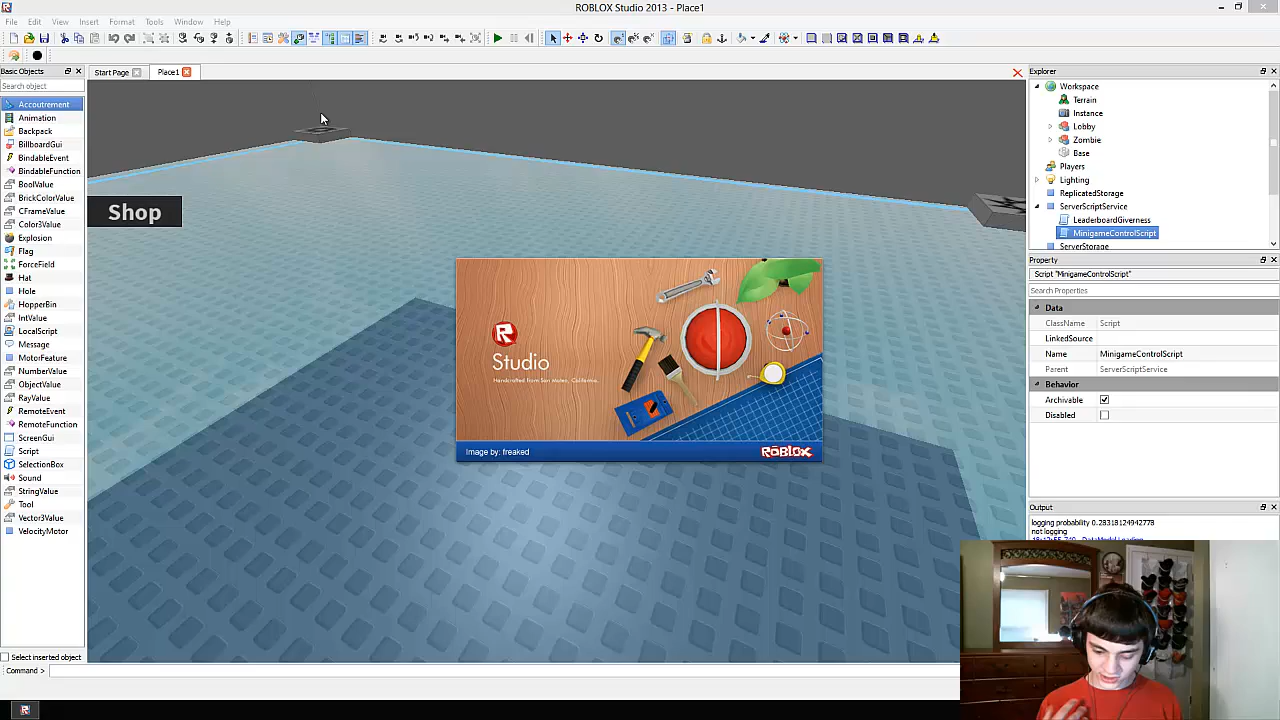 ROBLOX Studio 2013 - Place1
File Edit View Insert Format Tools Window Help
Basic Objects
Start Page
Place1
Search object
Accoutrement
Animation
Backpack
BillboardGui
BindableEvent
BindableFunction
BoolValue
BrickColorValue
CFrameValue
Color3Value
Explosion
Flag
ForceField
Hat
Hole
HopperBin
IntValue
LocalScript
Message
MotorFeature
NumberValue
ObjectValue
RayValue
RemoteEvent
RemoteFunction
ScreenGui
Script
SelectionBox
Sound
StringValue
Tool
Vector3Value
VelocityMotor
Select inserted object
Command >
Shop
Studio
Handcrafted from San Mateo, California.
Image by: freaked
ROBLOX
Explorer
Workspace
Terrain
Instance
Lobby
Zombie
Base
Players
Lighting
ReplicatedStorage
ServerScriptService
LeaderboardGiverness
MinigameControlScript
ServerStorage
Property
Script "MinigameControlScript"
Search Properties
Data
ClassName Script
LinkedSource
Name MinigameControlScript
Parent ServerScriptService
Behavior
Archivable
Disabled
Output
logging probability 0.28318124942778
not logging